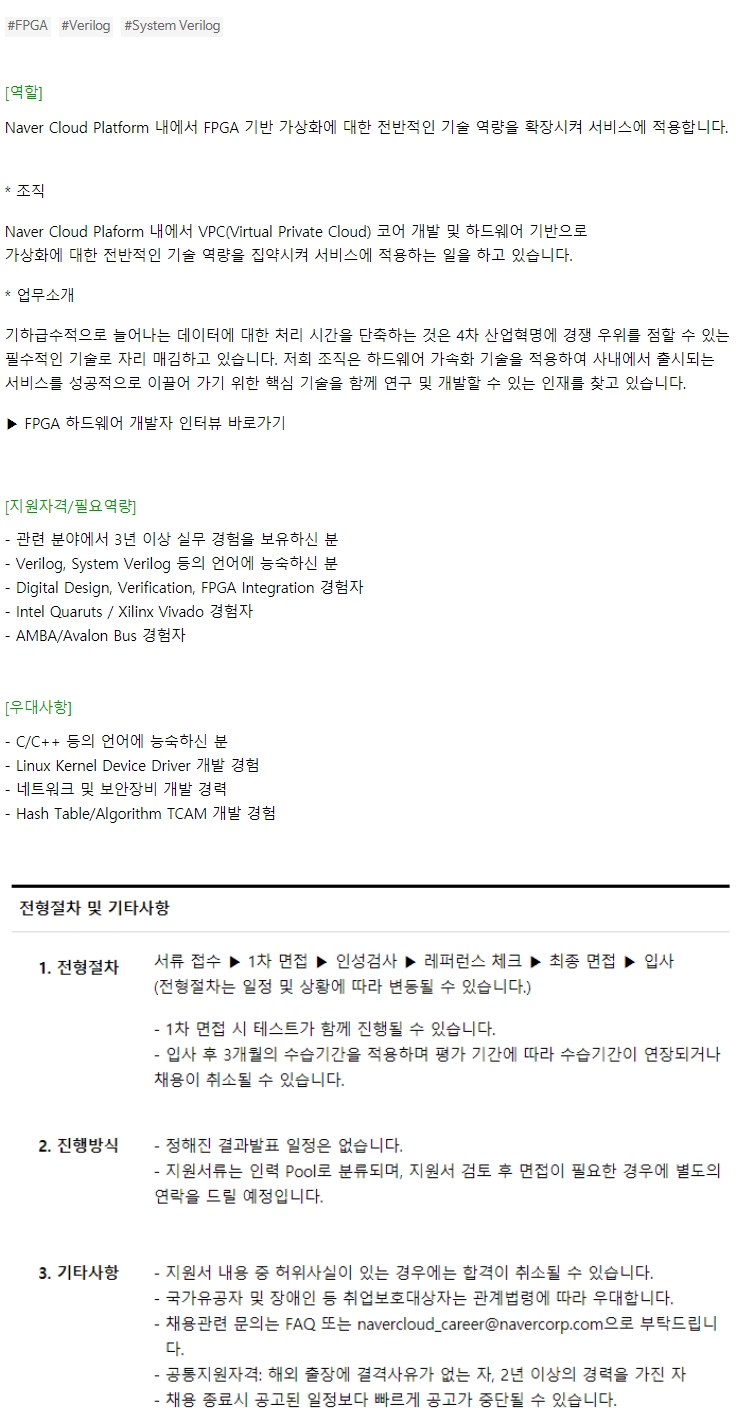 #FPGA #Verilog #System Verilog
[역할]
Naver Cloud Platform 내에서 FPGA 기반 가상화에 대한 전반적인 기술 역량을 확장시켜 서비스에 적용합니다.
* 조직
Naver Cloud Plaform 내에서 VPC(Virtual Private Cloud) 코어 개발 및 하드웨어 기반으로
가상화에 대한 전반적인 기술 역량을 집약시켜 서비스에 적용하는 일을 하고 있습니다.
* 업무소개
기하급수적으로 늘어나는 데이터에 대한 처리 시간을 단축하는 것은 4차 산업혁명에 경쟁 우위를 점할 수 있는
필수적인 기술로 자리 매김하고 있습니다. 저희 조직은 하드웨어 가속화 기술을 적용하여 사내에서 출시되는
서비스를 성공적으로 이끌어 가기 위한 핵심 기술을 함께 연구 및 개발할 수 있는 인재를 찾고 있습니다.
▶ FPGA 하드웨어 개발자 인터뷰 바로가기
[지원자격/필요역량]
- 관련 분야에서 3년 이상 실무 경험을 보유하신 분
- Verilog, System Verilog 등의 언어에 능숙하신 분
- Digital Design, Verification, FPGA Integration 경험자
- Intel Quaruts / Xilinx Vivado 경험자
- AMBA/Avalon Bus 경험자
[우대사항]
- C/C++ 등의 언어에 능숙하신 분
- Linux Kernel Device Driver 개발 경험
- 네트워크 및 보안장비 개발 경력
- Hash Table/Algorithm TCAM 개발 경험
전형절차 및 기타사항
1. 전형절차
서류 접수 ▶ 1차 면접 ▶ 인성검사 ▶ 레퍼런스 체크 ▶ 최종 면접 ▶ 입사
(전형절차는 일정 및 상황에 따라 변동될 수 있습니다.)
- 1차 면접 시 테스트가 함께 진행될 수 있습니다.
- 입사 후 3개월의 수습기간을 적용하며 평가 기간에 따라 수습기간이 연장되거나
채용이 취소될 수 있습니다.
2. 진행방식
- 정해진 결과발표 일정은 없습니다.
- 지원서류는 인력 Pool로 분류되며, 지원서 검토 후 면접이 필요한 경우에 별도의
연락을 드릴 예정입니다.
3. 기타사항
- 지원서 내용 중 허위사실이 있는 경우에는 합격이 취소될 수 있습니다.
- 국가유공자 및 장애인 등 취업보호대상자는 관계법령에 따라 우대합니다.
- 채용관련 문의는 FAQ 또는 navercloud_career@navercorp.com으로 부탁드립니
다.
- 공통지원자격: 해외 출장에 결격사유가 없는 자, 2년 이상의 경력을 가진 자
- 채용 종료시 공고된 일정보다 빠르게 공고가 중단될 수 있습니다.